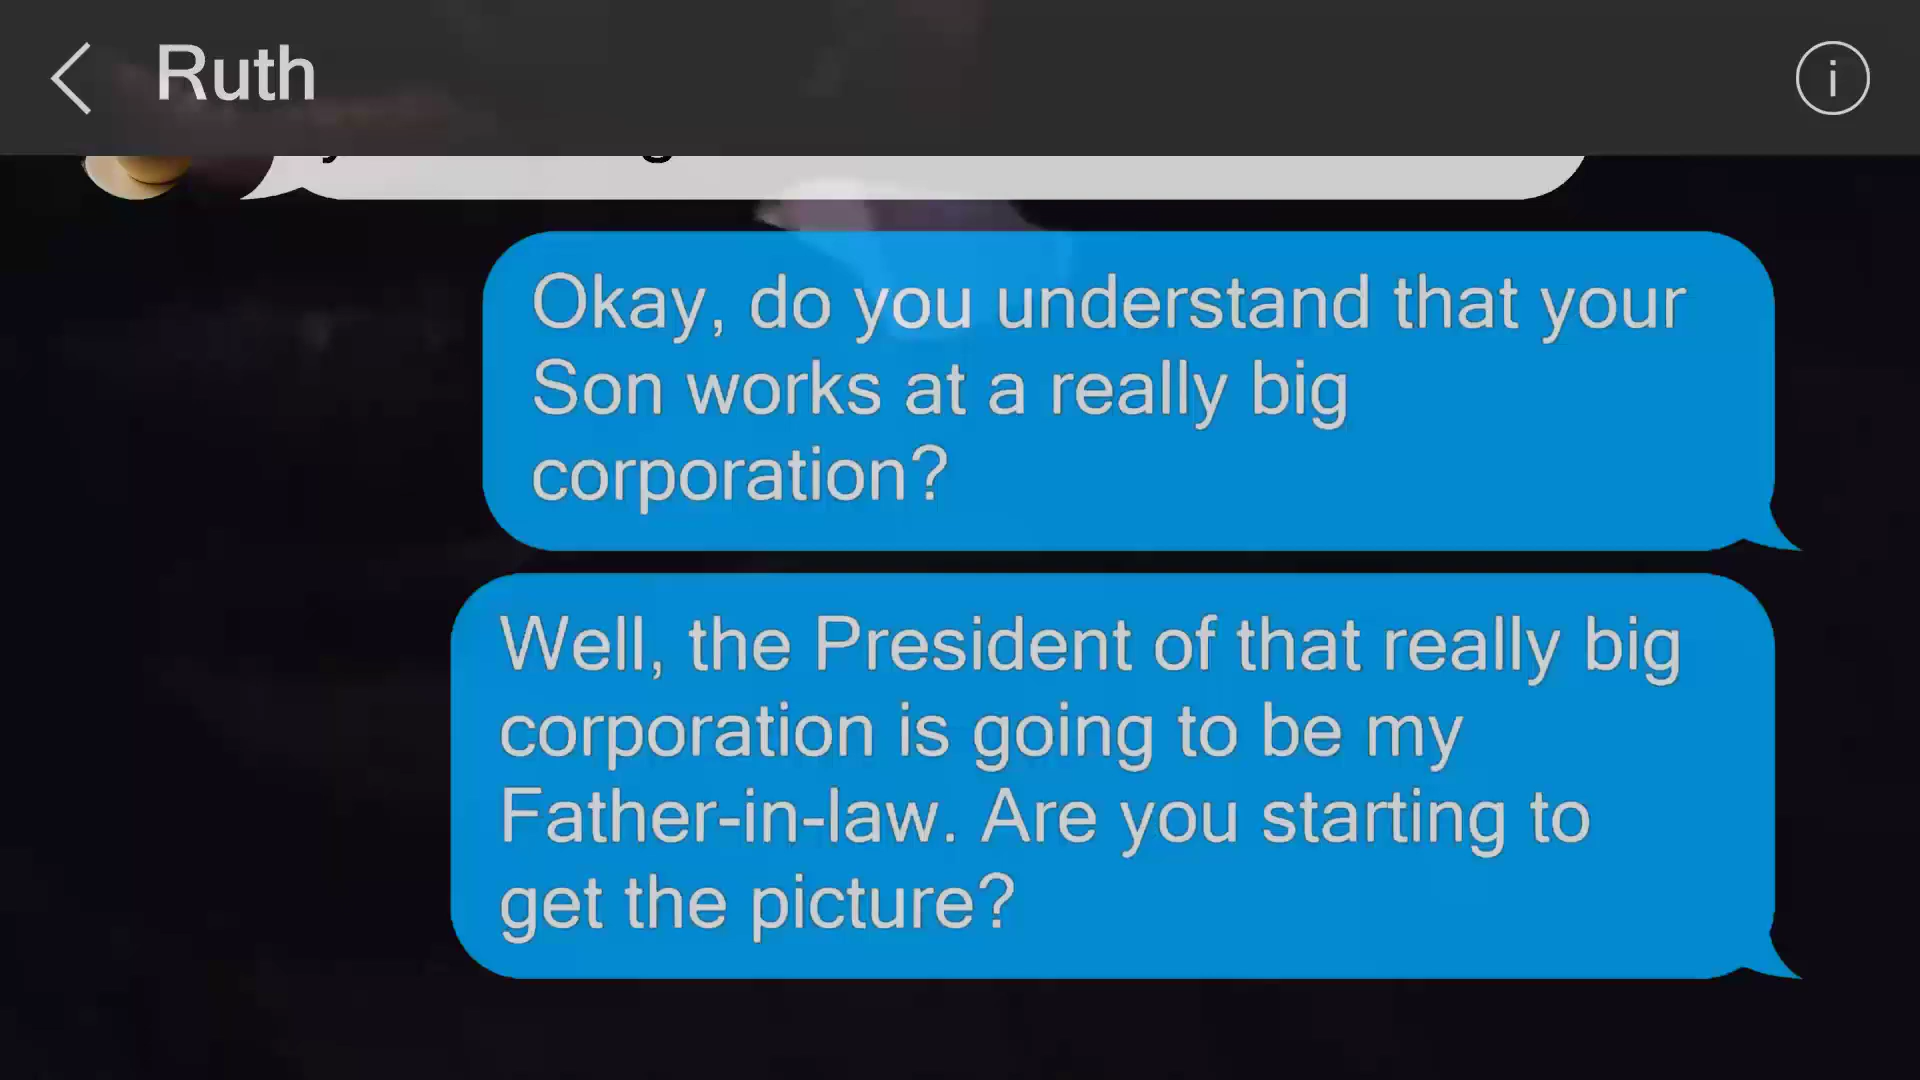 Ruth
i
Okay, do you understand that your
Son works at a really big
corporation?
Well, the President of that really big
corporation is going to be my
Father-in-law. Are you starting to
get the picture?